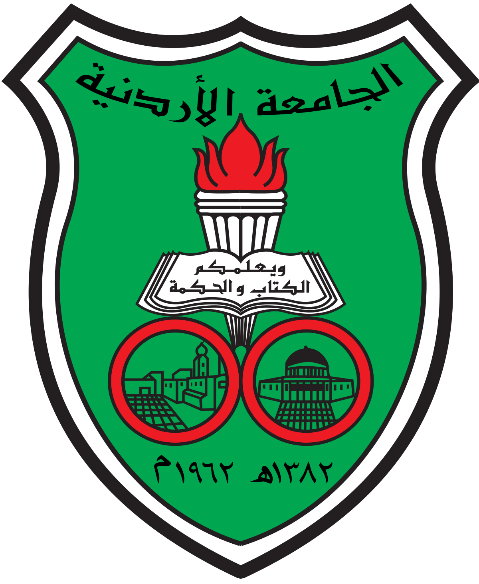 الجامعة الأردنية
ويعلمكم
الكتاب والحكمة
١٣٨٢هـ ١٩٦٢م